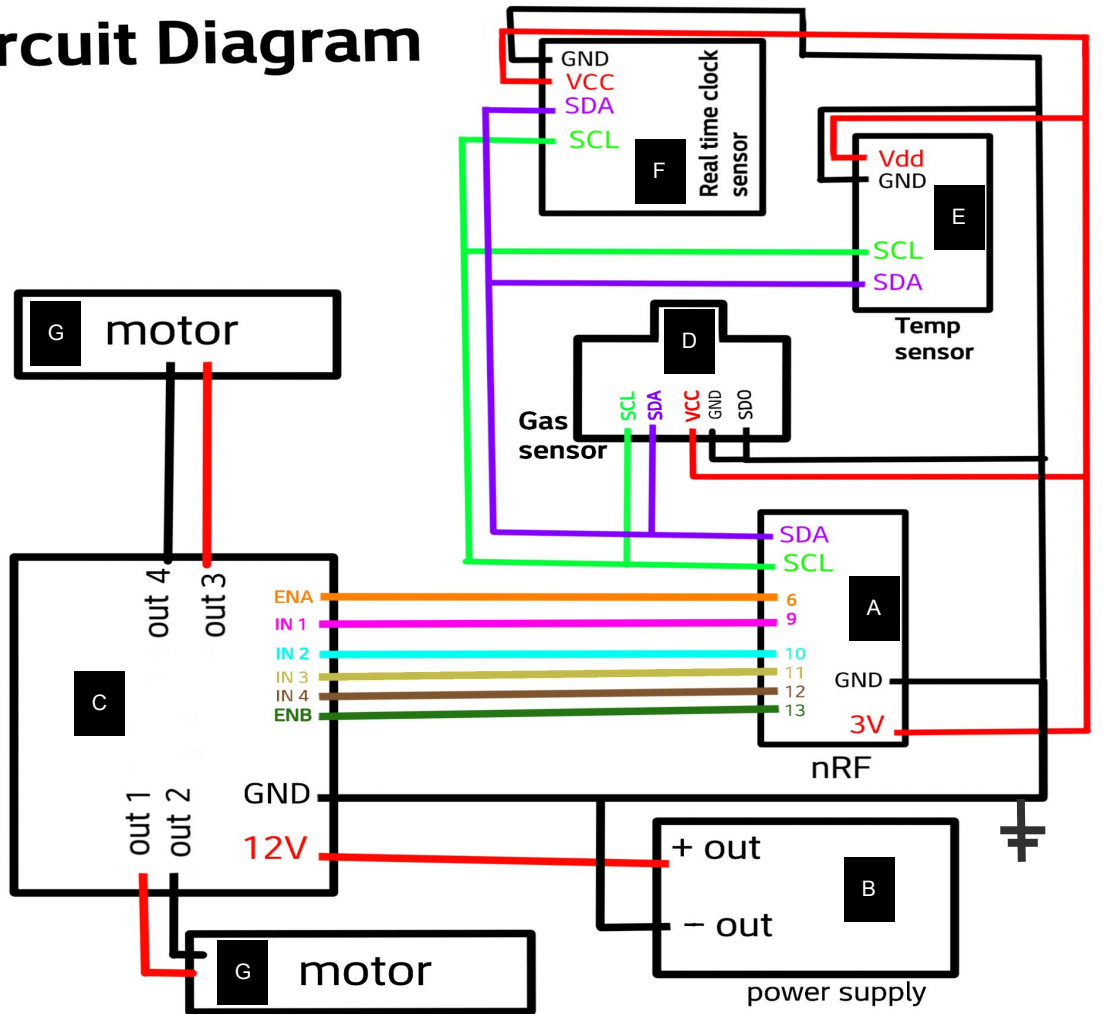 rcuit Diagram
GND
VCC
SDA
SCL
F
Real time clock
sensor
Vdd
GND
E
SCL
SDA
Temp
sensor
G
motor
D
SCL
SDA
VCC
GND
SDO
Gas
sensor
out 4
out 3
ENA
IN 1
IN 2
IN 3
IN 4
ENB
C
GND
12V
out 1
out 2
SDA
SCL
6
9
10
11
12
13
A
GND
3V
nRF
+ out
B
– out
power supply
G
motor